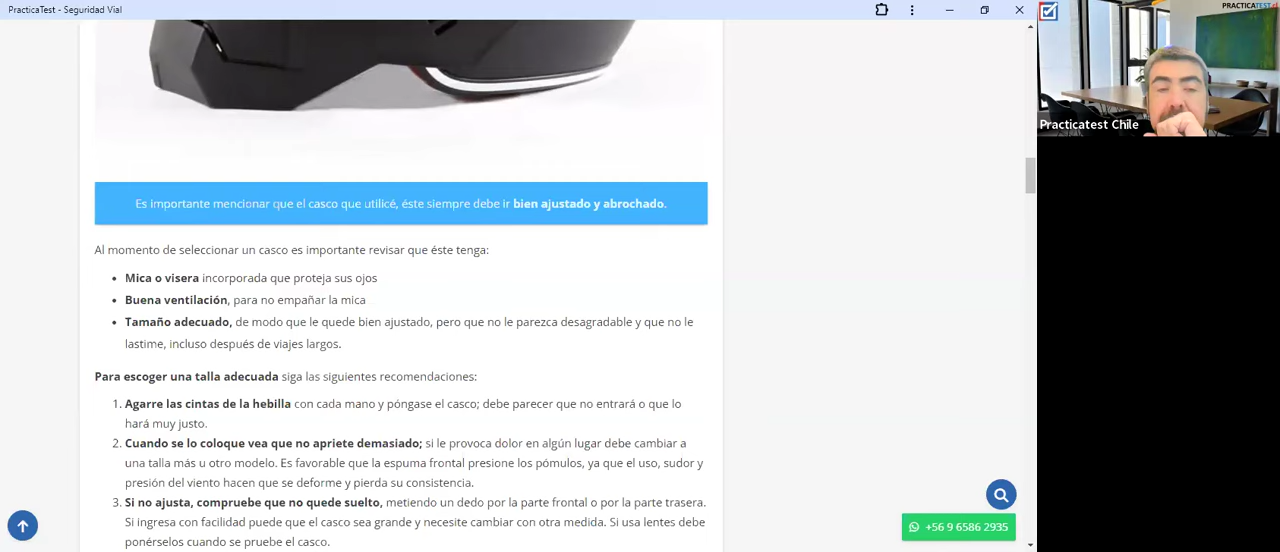 PracticaTest - Seguridad Vial
PRACTICATEST.cl
Practicatest Chile
Es importante mencionar que el casco que utilicé, éste siempre debe ir bien ajustado y abrochado.
Al momento de seleccionar un casco es importante revisar que éste tenga:
• Mica o visera incorporada que proteja sus ojos
• Buena ventilación, para no empañar la mica
• Tamaño adecuado, de modo que le quede bien ajustado, pero que no le parezca desagradable y que no le
lastime, incluso después de viajes largos.
Para escoger una talla adecuada siga las siguientes recomendaciones:
1. Agarre las cintas de la hebilla con cada mano y póngase el casco; debe parecer que no entrará o que lo
hará muy justo.
2. Cuando se lo coloque vea que no apriete demasiado; si le provoca dolor en algún lugar debe cambiar a
una talla más u otro modelo. Es favorable que la espuma frontal presione los pómulos, ya que el uso, sudor y
presión del viento hacen que se deforme y pierda su consistencia.
3. Si no ajusta, compruebe que no quede suelto, metiendo un dedo por la parte frontal o por la parte trasera.
Si ingresa con facilidad puede que el casco sea grande y necesite cambiar con otra medida. Si usa lentes debe
ponérselos cuando se pruebe el casco.
+56 9 6586 2935